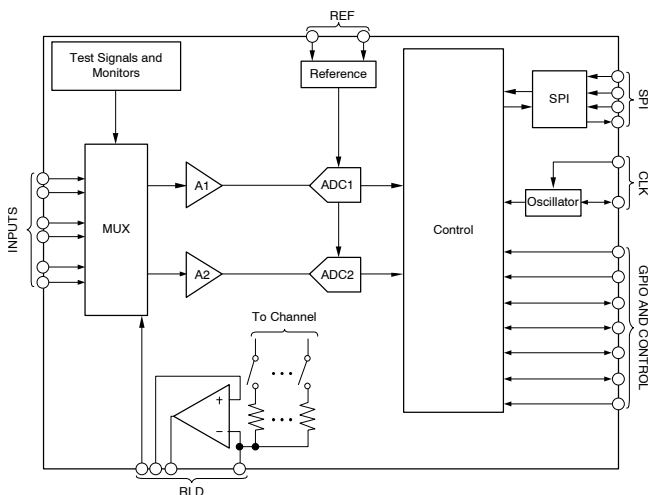 REF
Test Signals and
Monitors
Reference
SPI
SPI
A1
ADC1
CLK
Oscillator
MUX
Control
INPUTS
A2
ADC2
GPIO AND CONTROL
To Channel
• • •
+
• • •
−
RLD